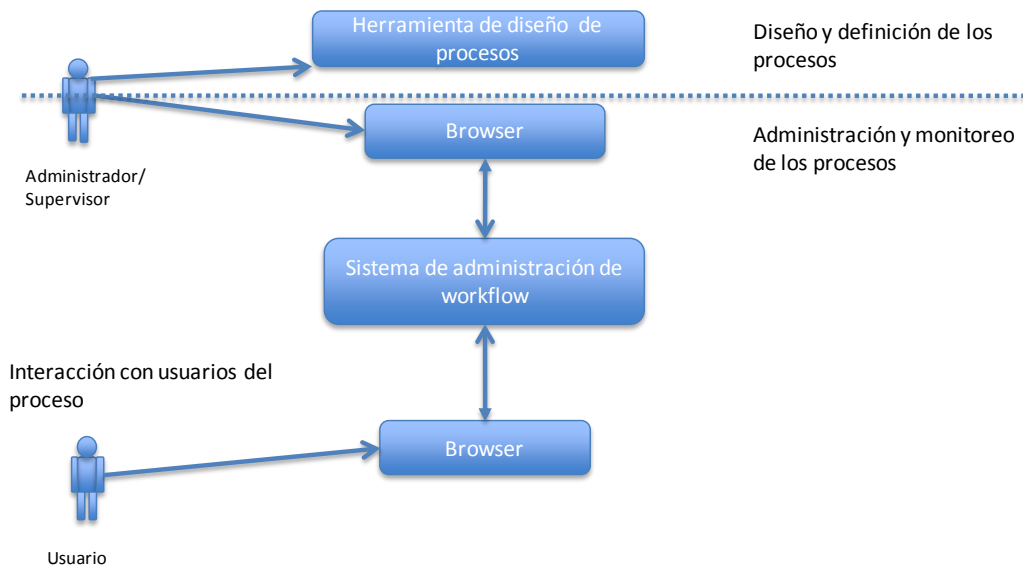 Herramienta de diseño de
procesos
Diseño y definición de los
procesos
Browser
Administración y monitoreo
de los procesos
Administrador/
Supervisor
Sistema de administración de
workflow
Interacción con usuarios del
proceso
Browser
Usuario